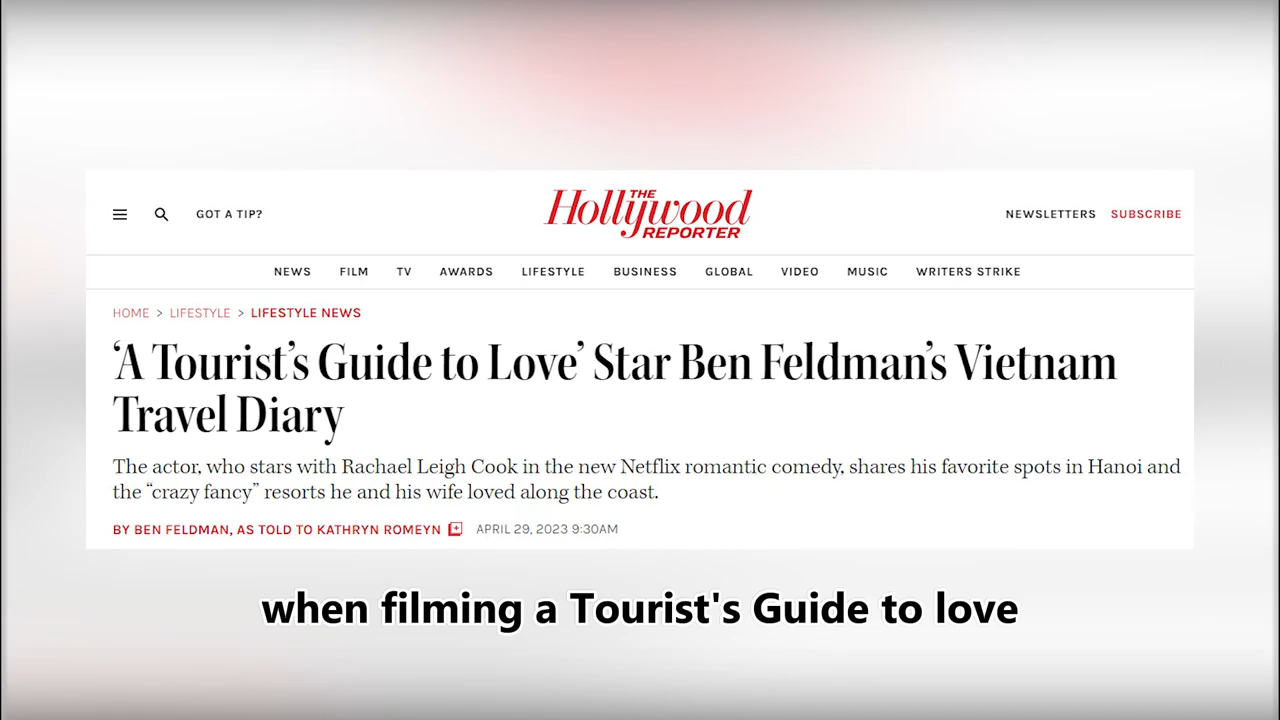 GOT A TIP?
THE
Hollywood
REPORTER
NEWSLETTERS SUBSCRIBE
NEWS FILM TV AWARDS LIFESTYLE BUSINESS GLOBAL VIDEO MUSIC WRITERS STRIKE
HOME > LIFESTYLE > LIFESTYLE NEWS
‘A Tourist’s Guide to Love’ Star Ben Feldman’s Vietnam
Travel Diary
The actor, who stars with Rachael Leigh Cook in the new Netflix romantic comedy, shares his favorite spots in Hanoi and
the “crazy fancy” resorts he and his wife loved along the coast.
BY BEN FELDMAN, AS TOLD TO KATHRYN ROMEYN APRIL 29, 2023 9:30AM
when filming a Tourist's Guide to love